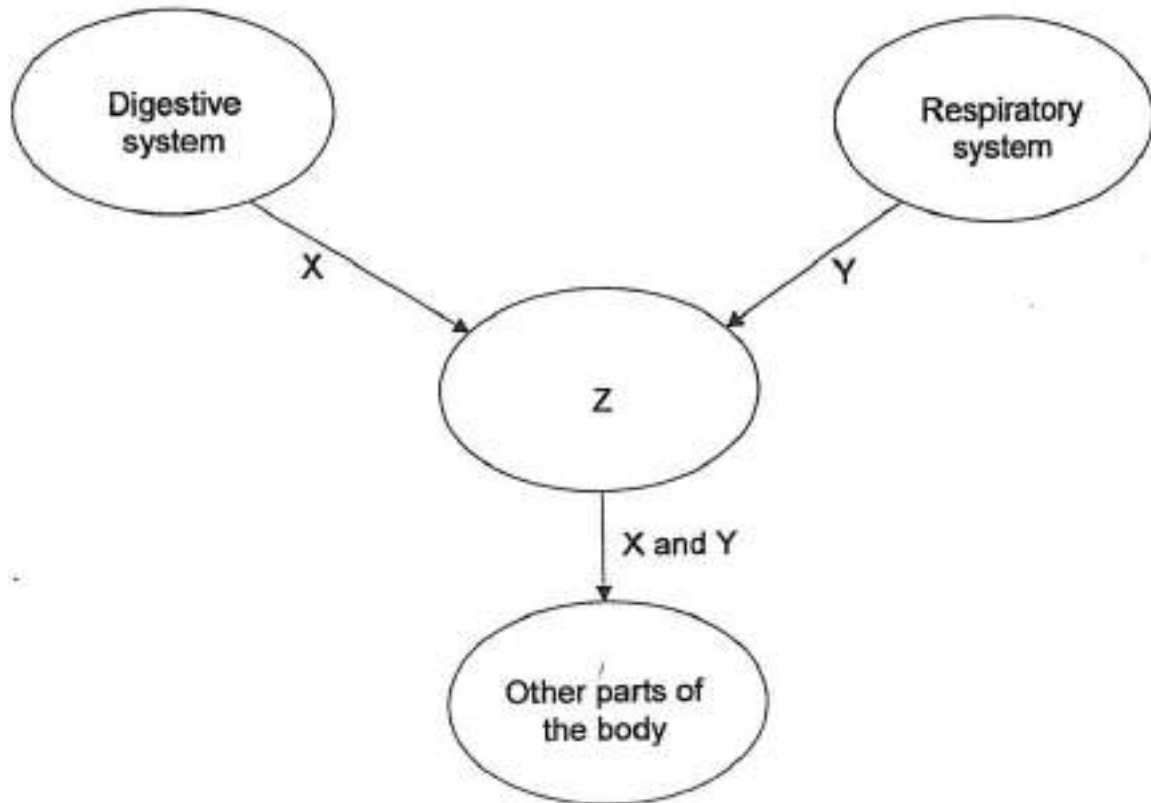 Digestive
system
Respiratory
system
X
Y
Z
X and Y
Other parts of
the body